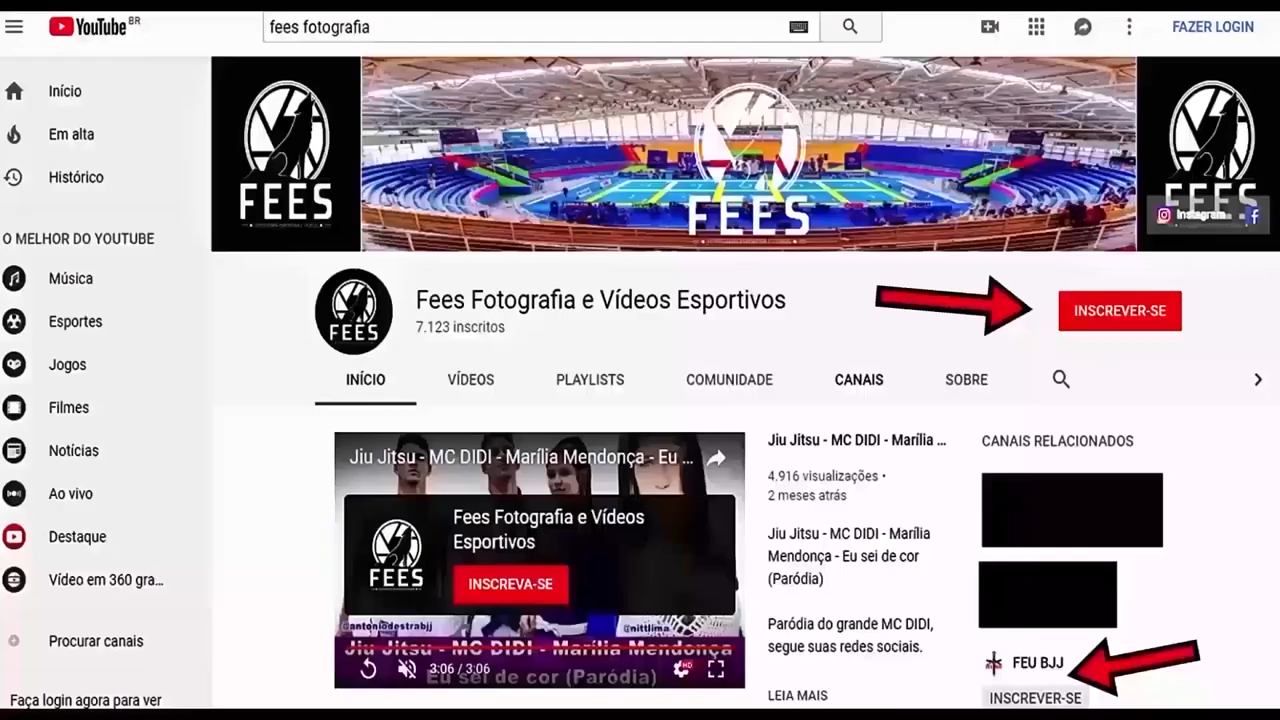 YouTube BR
fees fotografia
FAZER LOGIN
Início
Em alta
Histórico
O MELHOR DO YOUTUBE
Música
Esportes
Jogos
Filmes
Notícias
Ao vivo
Destaque
Vídeo em 360 gra...
Procurar canais
Faça login agora para ver
FEES
FEES
FEES
Instagram
FEES
Fees Fotografia e Vídeos Esportivos
7.123 inscritos
INSCREVER-SE
INÍCIO
VÍDEOS
PLAYLISTS
COMUNIDADE
CANAIS
SOBRE
Jiu Jitsu - MC DIDI - Marília Mendonça - Eu ...
FEES
Fees Fotografia e Vídeos
Esportivos
INSCREVA-SE
@antoniodestrabjj
@nittlima
Jiu Jitsu - MC DIDI - Marília Mendonça
3:06 / 3:06
HD
Eu sei de cor (Paródia)
Jiu Jitsu - MC DIDI - Marília ...
4.916 visualizações •
2 meses atrás
Jiu Jitsu - MC DIDI - Marília
Mendonça - Eu sei de cor
(Paródia)
Paródia do grande MC DIDI,
segue suas redes sociais.
LEIA MAIS
CANAIS RELACIONADOS
FEU BJJ
INSCREVER-SE